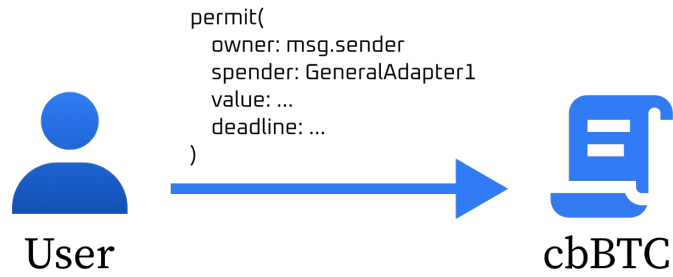 permit(
owner: msg.sender
spender: GeneralAdapter1
value: ...
deadline: ...
)
User
cbBTC